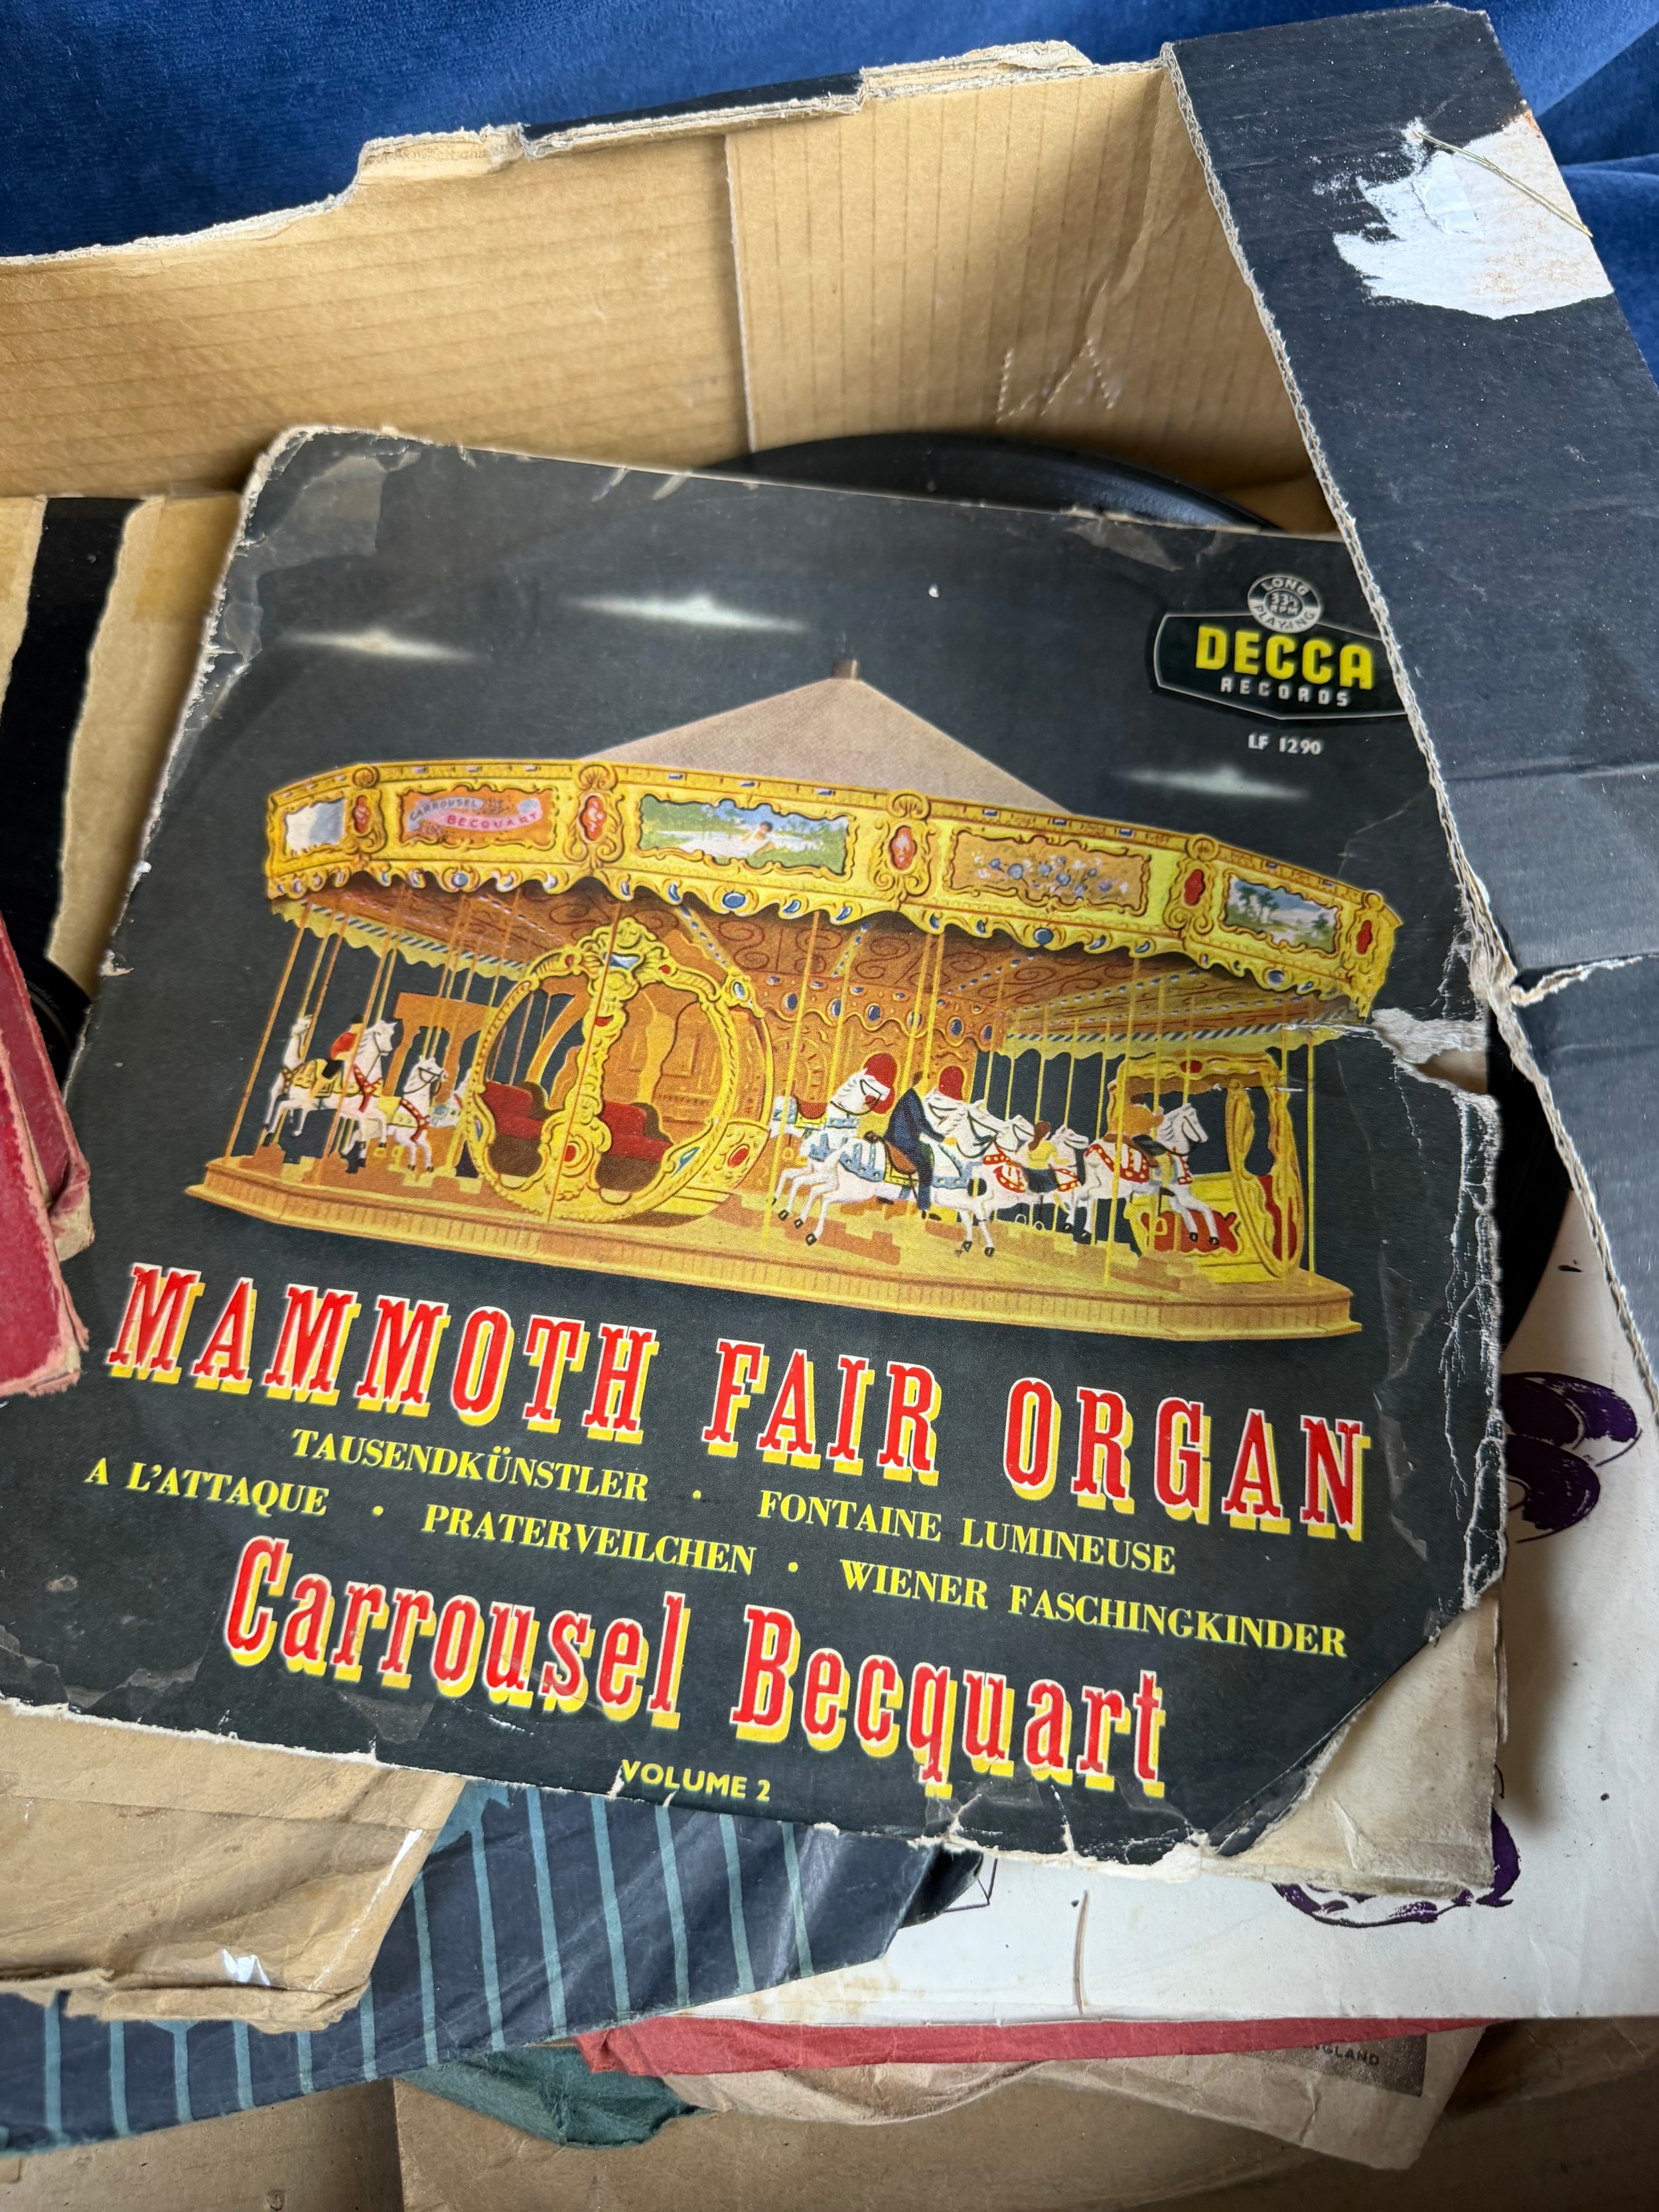 LONG
33⅓
RPM
PLAYING
DECCA
RECORDS
LF 1290
CARROUSEL
BECQUART
MAMMOTH FAIR ORGAN
TAUSENDKÜNSTLER • FONTAINE LUMINEUSE
A L'ATTAQUE • PRATERVEILCHEN • WIENER FASCHINGKINDER
Carrousel Becquart
VOLUME 2